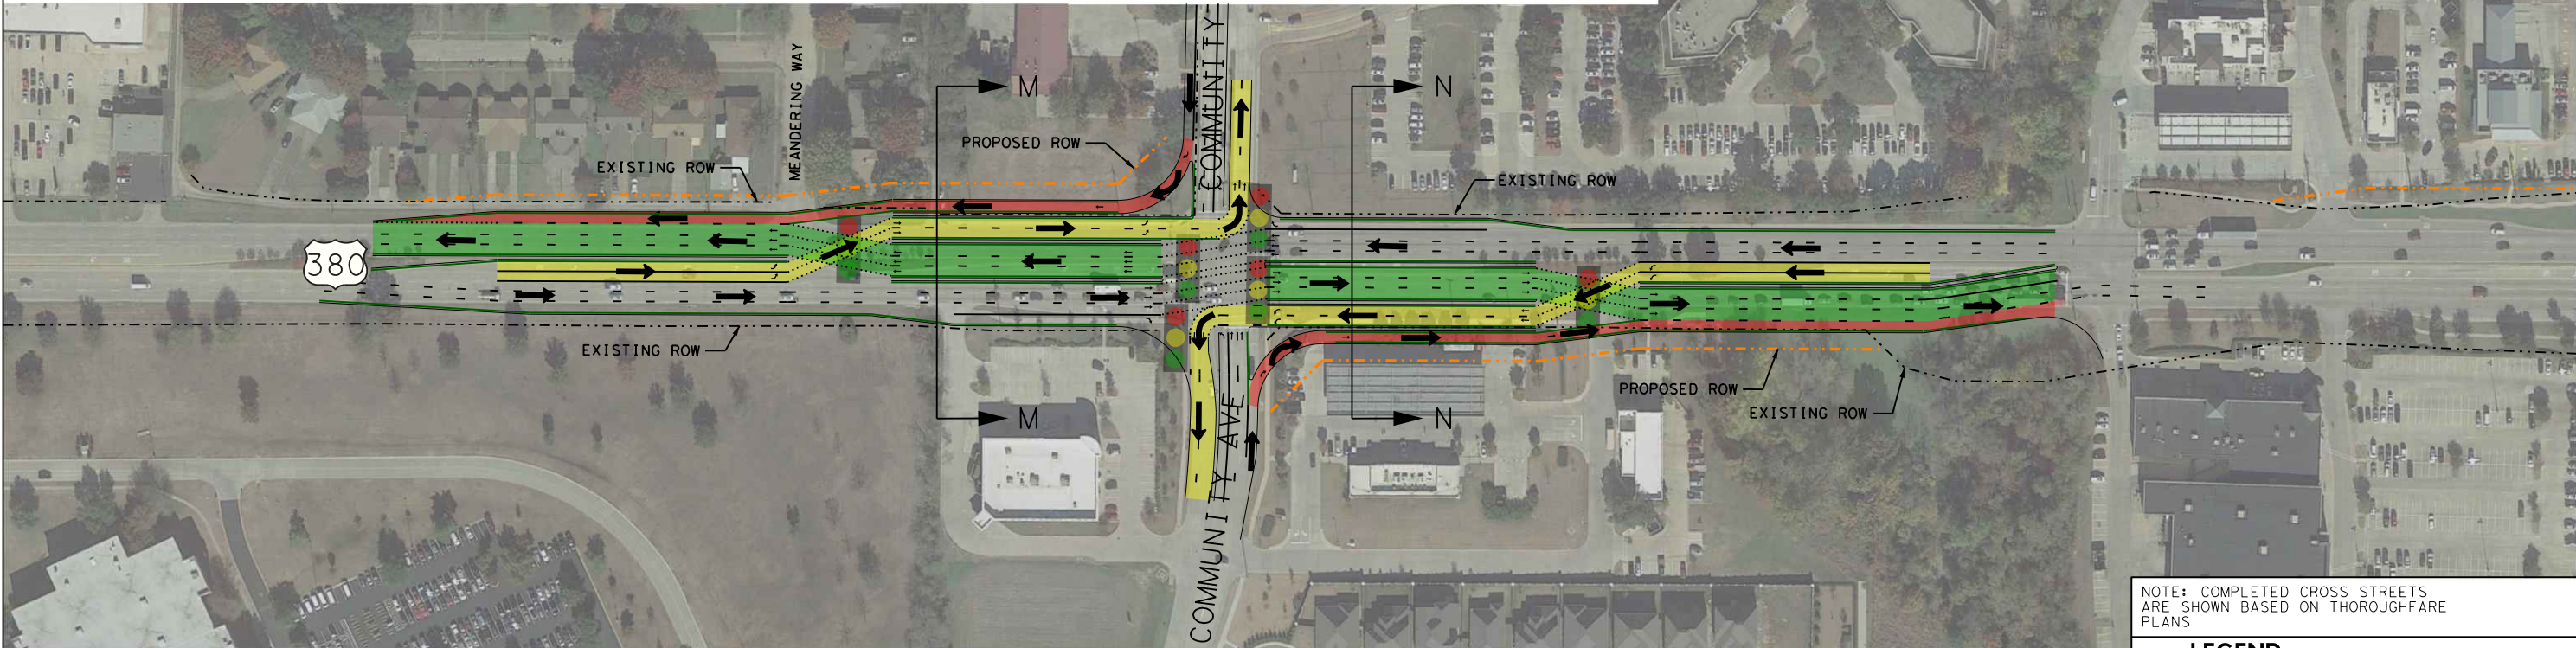 COMMUNITY
MEANDERING WAY
M
N
PROPOSED ROW
EXISTING ROW
EXISTING ROW
380
EXISTING ROW
PROPOSED ROW
EXISTING ROW
M
N
COMMUNITY AVE
NOTE: COMPLETED CROSS STREETS
ARE SHOWN BASED ON THOROUGHFARE
PLANS
LEGEND